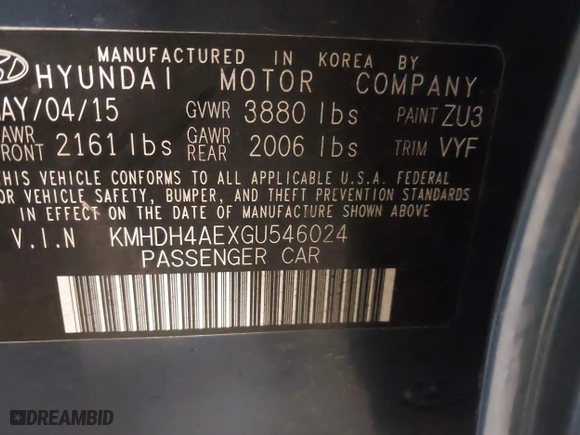 MANUFACTURED IN KOREA BY
HYUNDAI MOTOR COMPANY
AY/04/15 GVWR 3880 lbs PAINT ZU3
AWR FRONT 2161 lbs GAWR REAR 2006 lbs TRIM VYF
THIS VEHICLE CONFORMS TO ALL APPLICABLE U.S.A. FEDERAL
OR VEHICLE SAFETY, BUMPER, AND THEFT PREVENTION STANDARDS
IN EFFECT ON THE DATE OF MANUFACTURE SHOWN ABOVE.
V.I.N KMHDH4AEXGU546024
PASSENGER CAR
DREAMBID